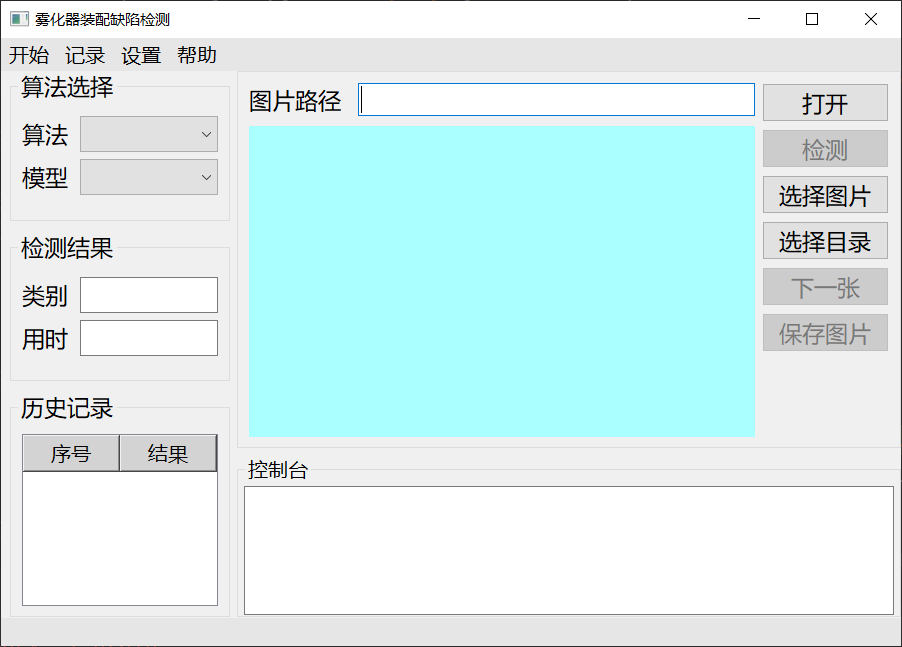 雾化器装配缺陷检测
开始 记录 设置 帮助
算法选择
算法
模型
检测结果
类别
用时
历史记录
序号 结果
图片路径
打开
检测
选择图片
选择目录
下一张
保存图片
控制台